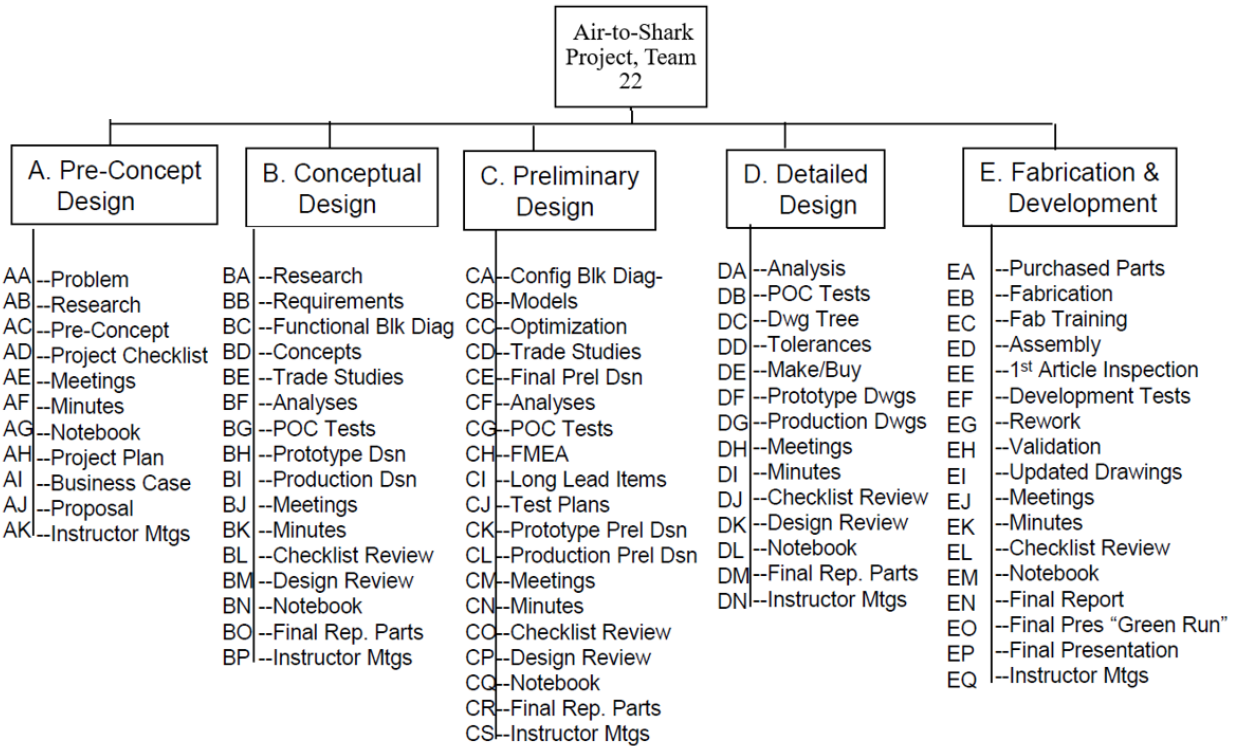 Air-to-Shark
Project, Team
22
A. Pre-Concept
Design
B. Conceptual
Design
C. Preliminary
Design
D. Detailed
Design
E. Fabrication &
Development
AA --Problem
AB --Research
AC --Pre-Concept
AD --Project Checklist
AE --Meetings
AF --Minutes
AG --Notebook
AH --Project Plan
AI --Business Case
AJ --Proposal
AK --Instructor Mtgs
BA --Research
BB --Requirements
BC --Functional Blk Diag
BD --Concepts
BE --Trade Studies
BF --Analyses
BG --POC Tests
BH --Prototype Dsn
BI --Production Dsn
BJ --Meetings
BK --Minutes
BL --Checklist Review
BM --Design Review
BN --Notebook
BO --Final Rep. Parts
BP --Instructor Mtgs
CA --Config Blk Diag-
CB --Models
CC --Optimization
CD --Trade Studies
CE --Final Prel Dsn
CF --Analyses
CG --POC Tests
CH --FMEA
CI --Long Lead Items
CJ --Test Plans
CK --Prototype Prel Dsn
CL --Production Prel Dsn
CM --Meetings
CN --Minutes
CO --Checklist Review
CP --Design Review
CQ --Notebook
CR --Final Rep. Parts
CS --Instructor Mtgs
DA --Analysis
DB --POC Tests
DC --Dwg Tree
DD --Tolerances
DE --Make/Buy
DF --Prototype Dwgs
DG --Production Dwgs
DH --Meetings
DI --Minutes
DJ --Checklist Review
DK --Design Review
DL --Notebook
DM --Final Rep. Parts
DN --Instructor Mtgs
EA --Purchased Parts
EB --Fabrication
EC --Fab Training
ED --Assembly
EE --1st Article Inspection
EF --Development Tests
EG --Rework
EH --Validation
EI --Updated Drawings
EJ --Meetings
EK --Minutes
EL --Checklist Review
EM --Notebook
EN --Final Report
EO --Final Pres “Green Run”
EP --Final Presentation
EQ --Instructor Mtgs